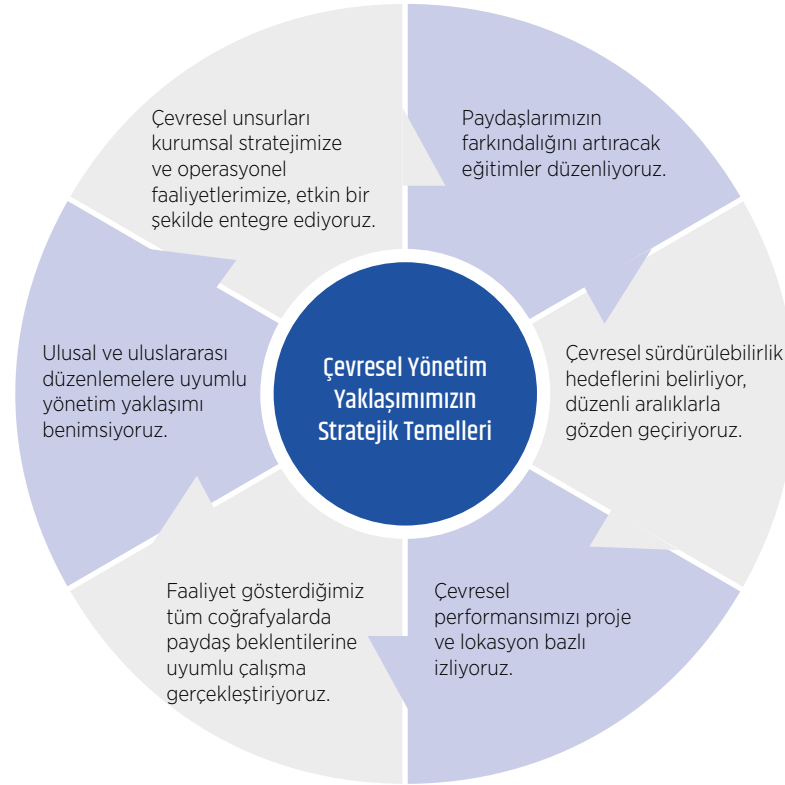 Çevresel unsurları
kurumsal stratejimize
ve operasyonel
faaliyetlerimize, etkin bir
şekilde entegre ediyoruz.
Paydaşlarımızın
farkındalığını artıracak
eğitimler düzenliyoruz.
Çevresel sürdürülebilirlik
hedeflerini belirliyor,
düzenli aralıklarla
gözden geçiriyoruz.
Çevresel
performansımızı proje
ve lokasyon bazlı
izliyoruz.
Faaliyet gösterdiğimiz
tüm coğrafyalarda
paydaş beklentilerine
uyumlu çalışma
gerçekleştiriyoruz.
Ulusal ve uluslararası
düzenlemelere uyumlu
yönetim yaklaşımı
benimsiyoruz.
Çevresel Yönetim
Yaklaşımımızın
Stratejik Temelleri